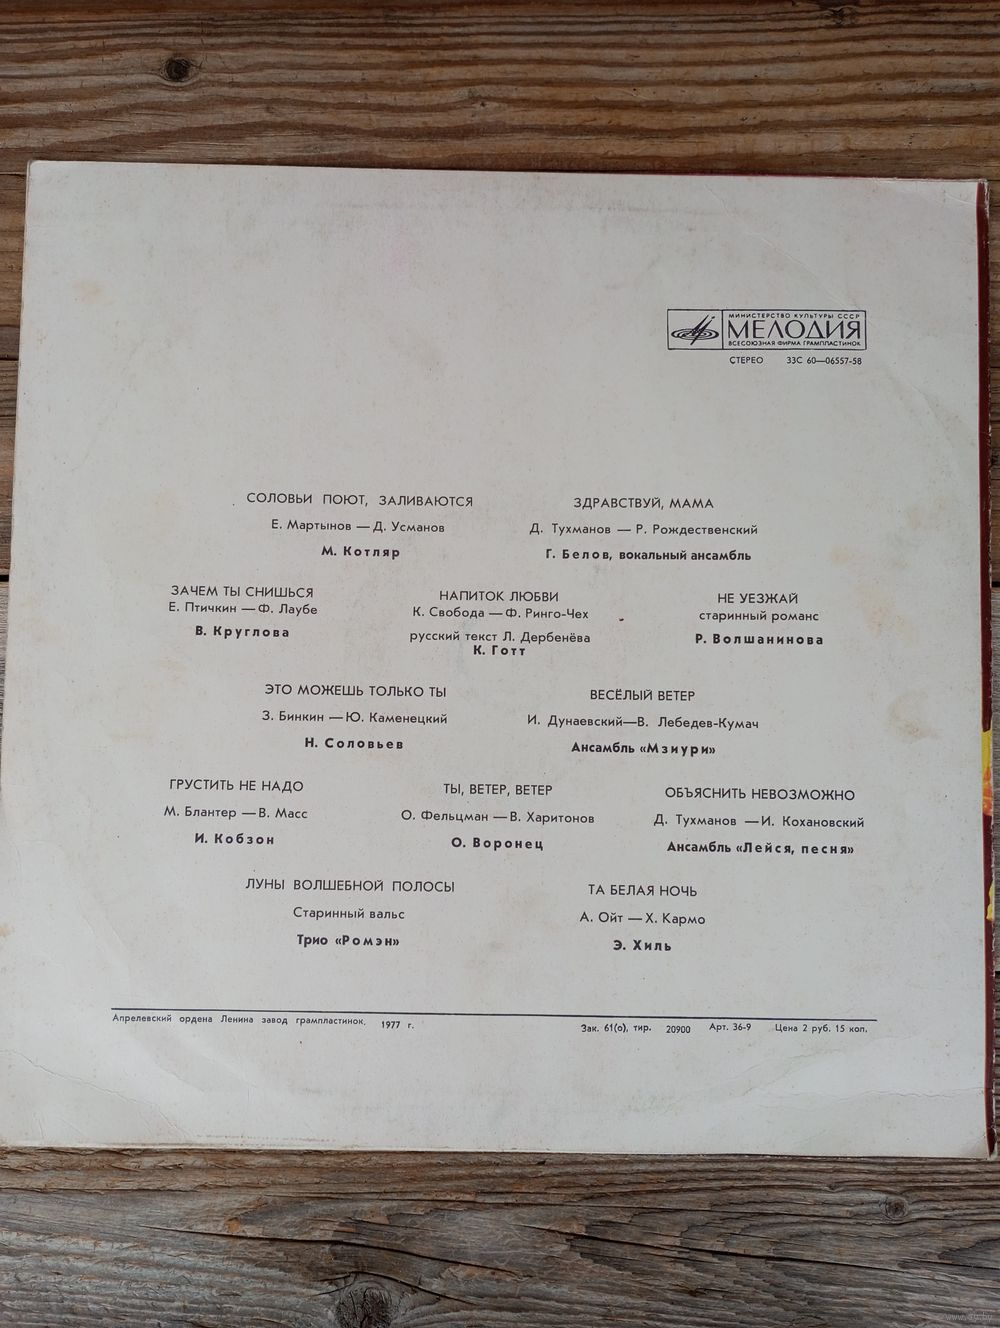 МИНИСТЕРСТВО КУЛЬТУРЫ СССР
МЕЛОДИЯ
ВСЕСОЮЗНАЯ ФИРМА ГРАМПЛАСТИНОК
СТЕРЕО 33С 60—06557-58
СОЛОВЬИ ПОЮТ, ЗАЛИВАЮТСЯ
Е. Мартынов — Д. Усманов
М. Котляр
ЗДРАВСТВУЙ, МАМА
Д. Тухманов — Р. Рождественский
Г. Белов, вокальный ансамбль
ЗАЧЕМ ТЫ СНИШЬСЯ
Е. Птичкин — Ф. Лаубе
В. Круглова
НАПИТОК ЛЮБВИ
К. Свобода — Ф. Ринго-Чех
русский текст Л. Дербенёва
К. Готт
НЕ УЕЗЖАЙ
старинный романс
Р. Волшанинова
ЭТО МОЖЕШЬ ТОЛЬКО ТЫ
З. Бинкин — Ю. Каменецкий
Н. Соловьев
ВЕСЁЛЫЙ ВЕТЕР
И. Дунаевский—В. Лебедев-Кумач
Ансамбль «Мзиури»
ГРУСТИТЬ НЕ НАДО
М. Блантер — В. Масс
И. Кобзон
ТЫ, ВЕТЕР, ВЕТЕР
О. Фельцман — В. Харитонов
О. Воронец
ОБЪЯСНИТЬ НЕВОЗМОЖНО
Д. Тухманов — И. Кохановский
Ансамбль «Лейся, песня»
ЛУНЫ ВОЛШЕБНОЙ ПОЛОСЫ
Старинный вальс
Трио «Ромэн»
ТА БЕЛАЯ НОЧЬ
А. Ойт — Х. Кармо
Э. Хиль
Апрелевский ордена Ленина завод грампластинок. 1977 г. Зак. 61(о), тир. 20900 Арт. 36-9 Цена 2 руб. 15 коп.